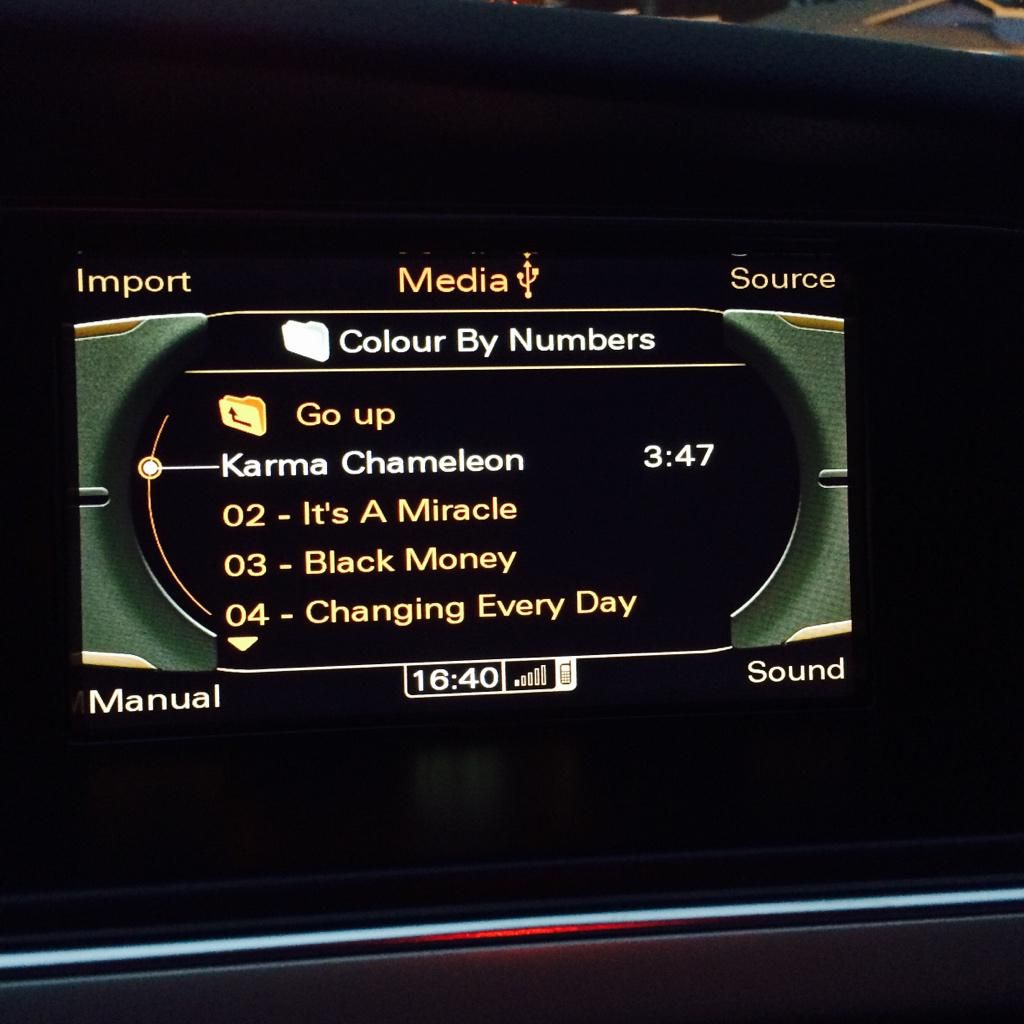 Import Media Source
Colour By Numbers
Go up
Karma Chameleon 3:47
02 - It's A Miracle
03 - Black Money
04 - Changing Every Day
Manual 16:40 Sound